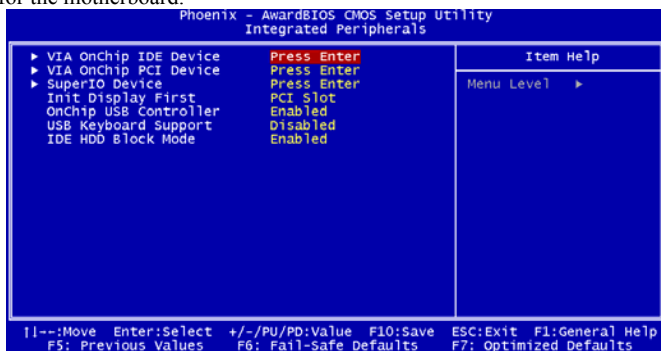 for the motherboard.
Phoenix - AwardBIOS CMOS Setup Utility
Integrated Peripherals
▶ VIA OnChip IDE Device Press Enter
▶ VIA OnChip PCI Device Press Enter
▶ SuperIO Device Press Enter
Init Display First PCI Slot
OnChip USB Controller Enabled
USB Keyboard Support Disabled
IDE HDD Block Mode Enabled
Item Help
Menu Level ▶
↑↓→←:Move Enter:Select +/-/PU/PD:Value F10:Save ESC:Exit F1:General Help
F5: Previous Values F6: Fail-Safe Defaults F7: Optimized Defaults